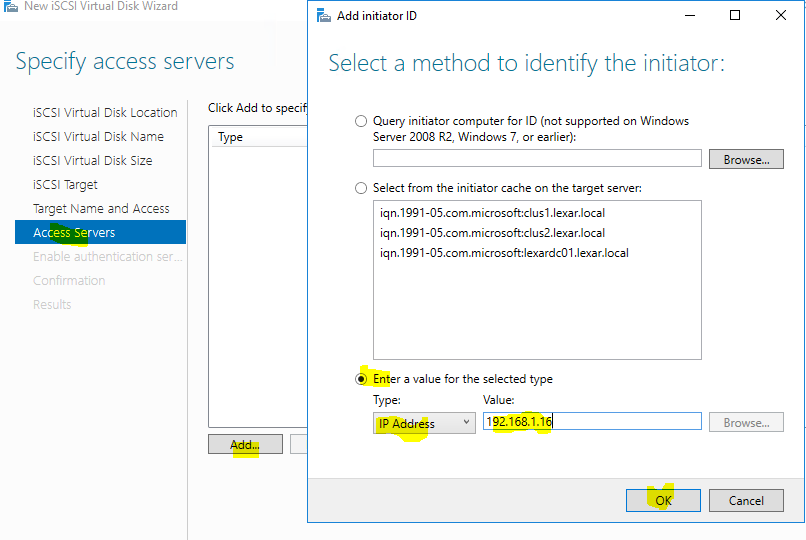 New iSCSI Virtual Disk Wizard
Specify access servers
iSCSI Virtual Disk Location
iSCSI Virtual Disk Name
iSCSI Virtual Disk Size
iSCSI Target
Target Name and Access
Access Servers
Enable authentication ser...
Confirmation
Results
Click Add to specify
Type
Add...
Add initiator ID
Select a method to identify the initiator:
Query initiator computer for ID (not supported on Windows
Server 2008 R2, Windows 7, or earlier):
Browse...
Select from the initiator cache on the target server:
iqn.1991-05.com.microsoft:clus1.lexar.local
iqn.1991-05.com.microsoft:clus2.lexar.local
iqn.1991-05.com.microsoft:lexardc01.lexar.local
Enter a value for the selected type
Type: Value:
IP Address 192.168.1.16 Browse...
OK Cancel